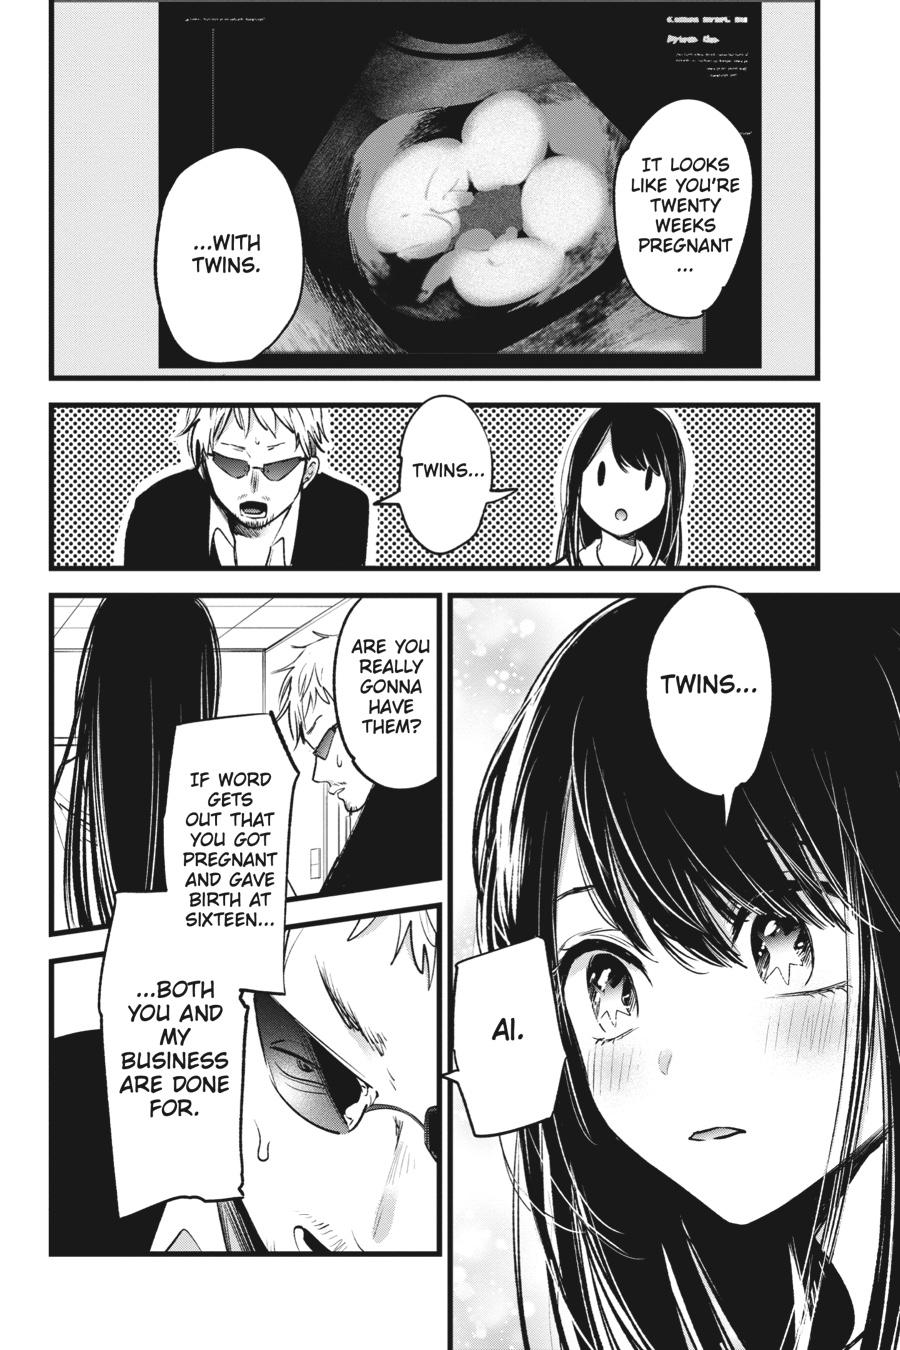 IT LOOKS
LIKE YOU'RE
TWENTY
WEEKS
PREGNANT
...
...WITH
TWINS.
TWINS...
TWINS...
AI.
ARE YOU
REALLY
GONNA
HAVE
THEM?
IF WORD
GETS
OUT THAT
YOU GOT
PREGNANT
AND GAVE
BIRTH AT
SIXTEEN...
...BOTH
YOU AND
MY
BUSINESS
ARE DONE
FOR.